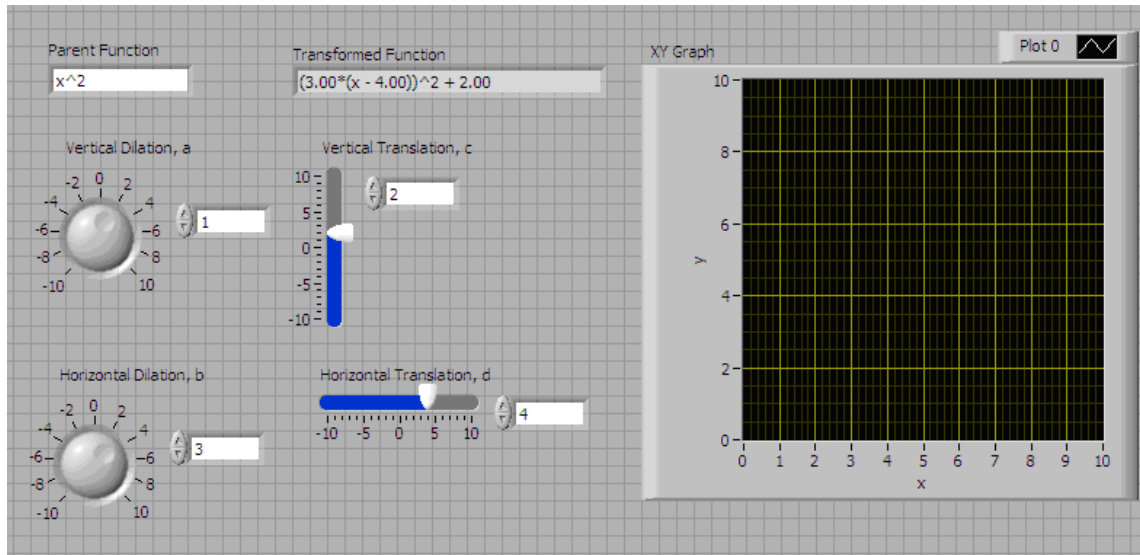 Parent Function
x^2
Transformed Function
(3.00*(x - 4.00))^2 + 2.00
Vertical Dilation, a
-10 -8 -6 -4 -2 0 2 4 6 8 10
1
Vertical Translation, c
10
5
0
-5
-10
2
Horizontal Dilation, b
-10 -8 -6 -4 -2 0 2 4 6 8 10
3
Horizontal Translation, d
-10 -5 0 5 10
4
XY Graph
Plot 0
y
10
8
6
4
2
0
0 1 2 3 4 5 6 7 8 9 10
x